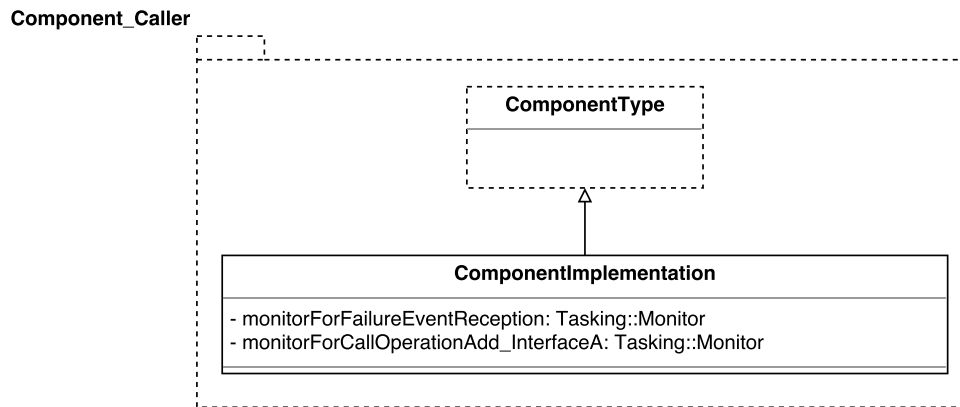 Component_Caller
ComponentType
ComponentImplementation
- monitorForFailureEventReception: Tasking::Monitor
- monitorForCallOperationAdd_InterfaceA: Tasking::Monitor